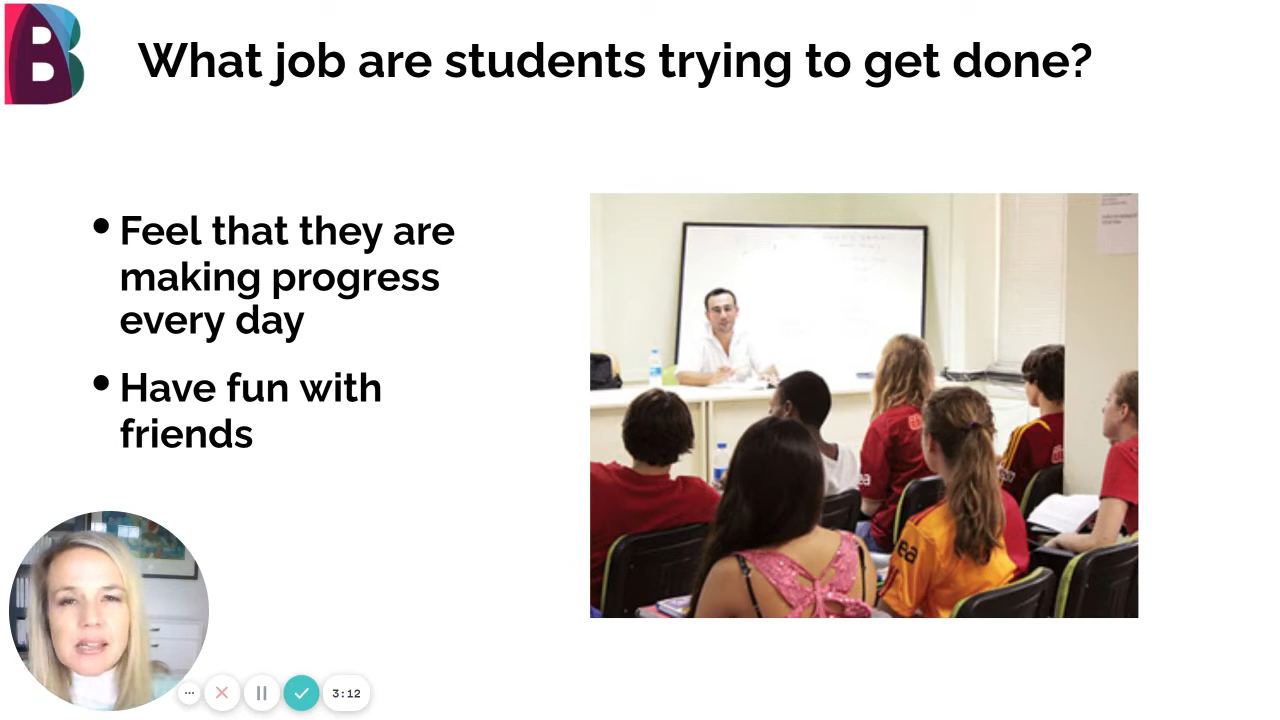 B
What job are students trying to get done?
• Feel that they are
making progress
every day
• Have fun with
friends
ea
3:12